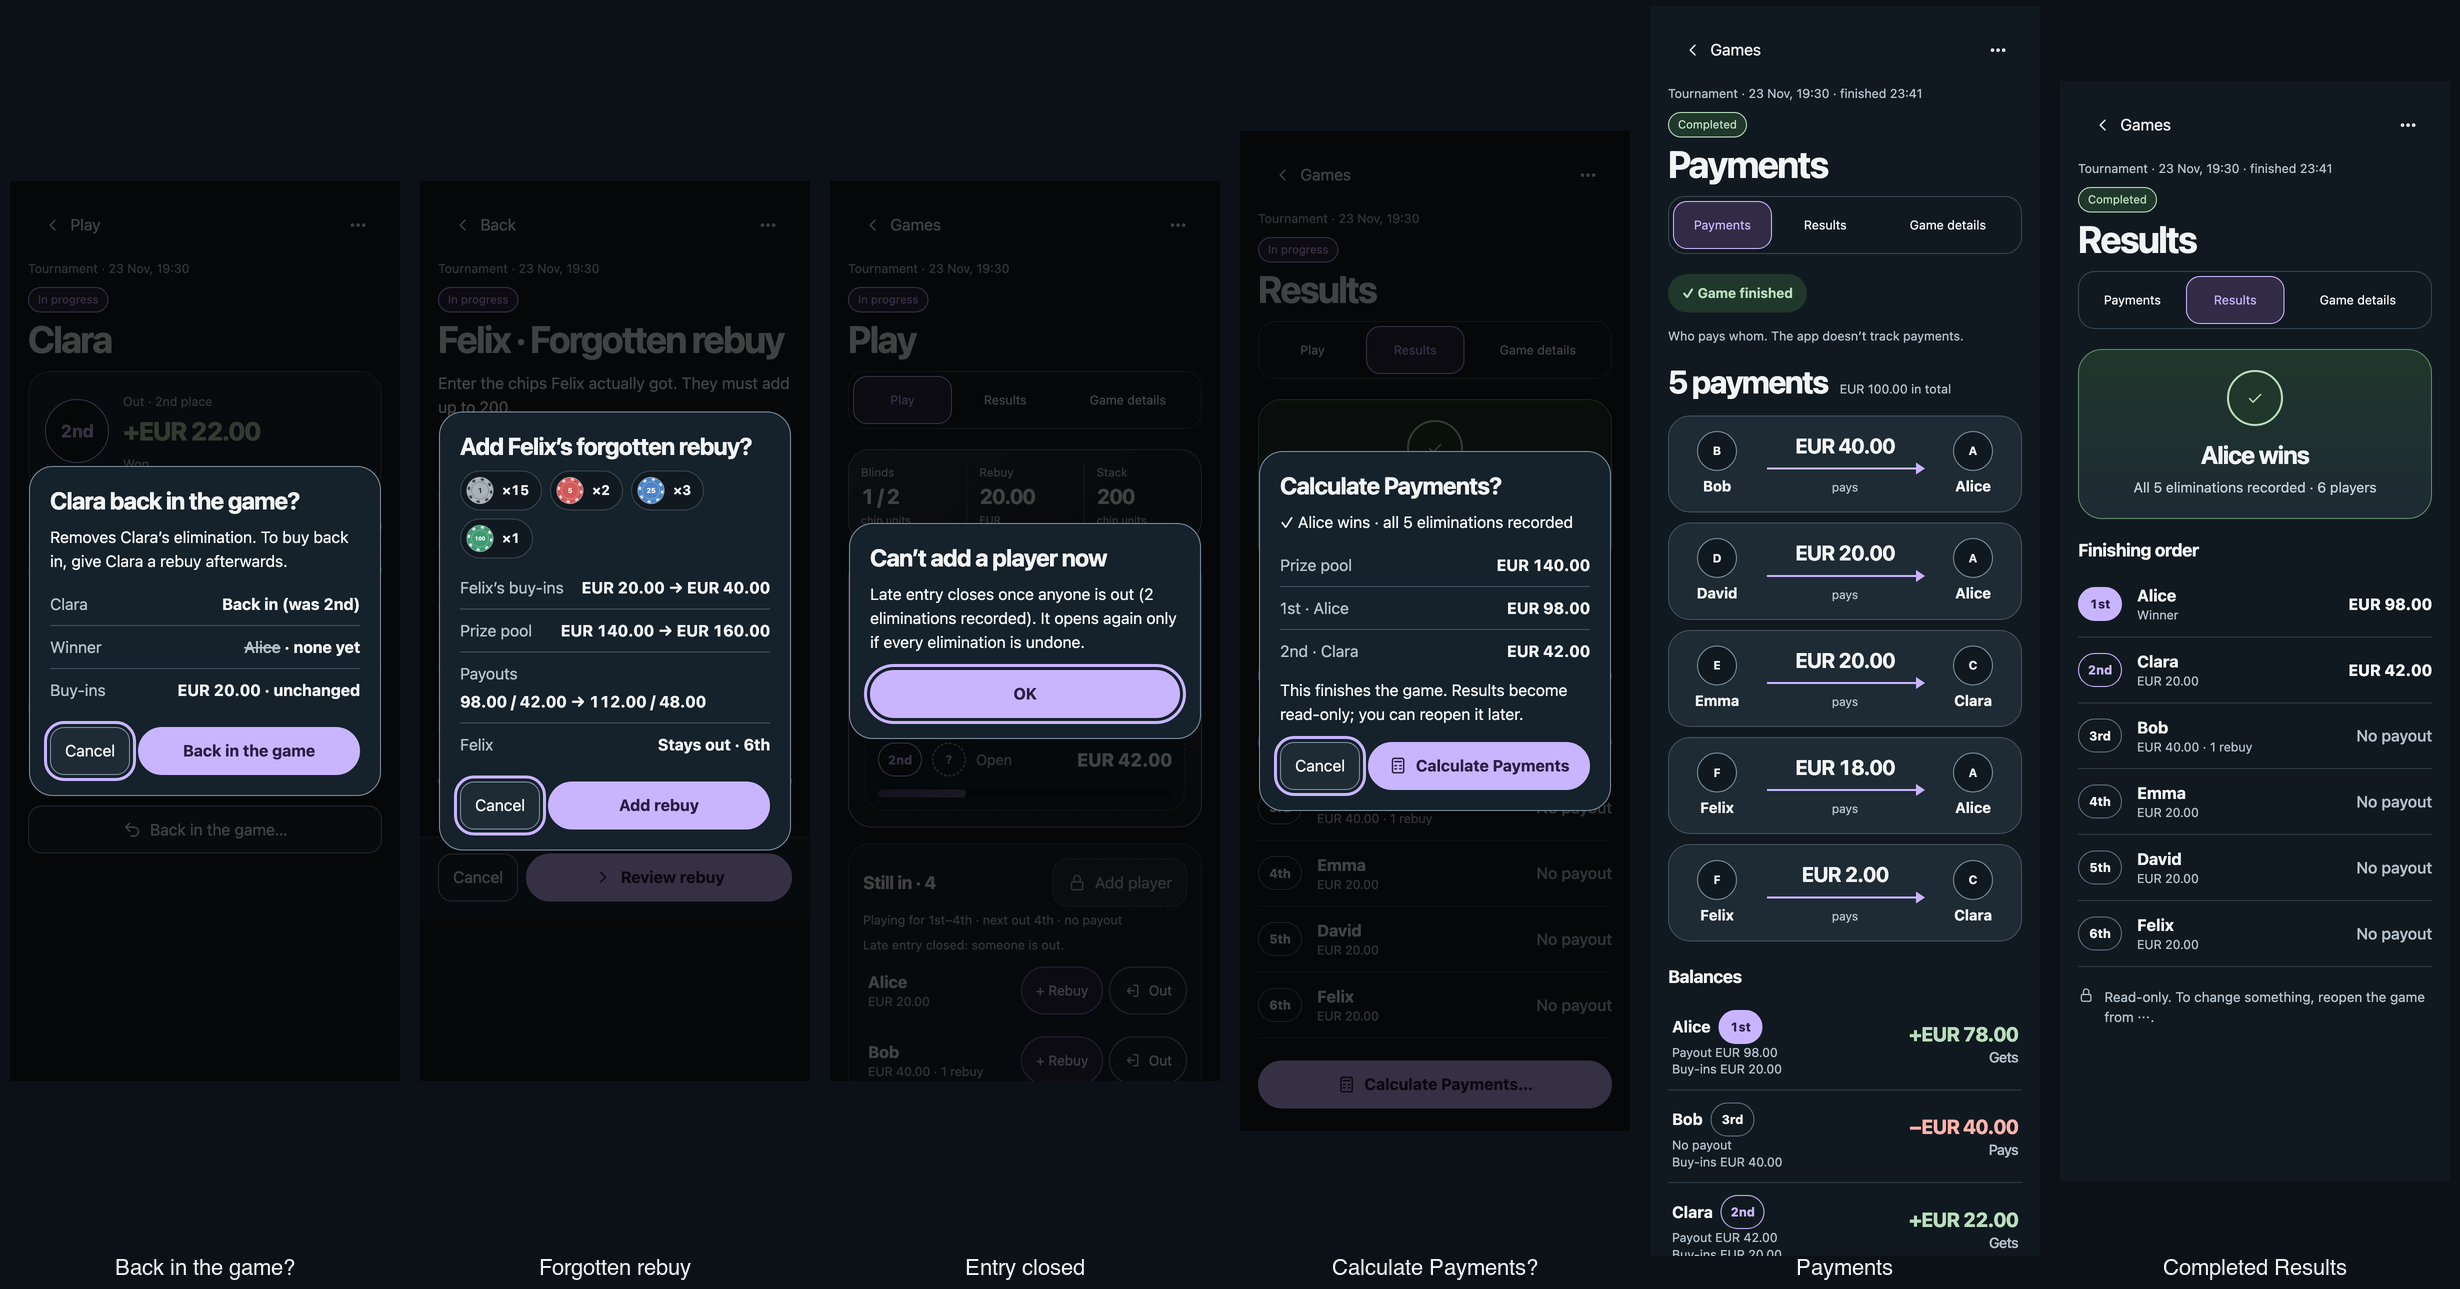 Play
Tournament · 23 Nov, 19:30
In progress
Clara
Out · 2nd place
2nd
+EUR 22.00
Won
Clara back in the game?
Removes Clara’s elimination. To buy back
in, give Clara a rebuy afterwards.
Clara Back in (was 2nd)
Winner Alice · none yet
Buy-ins EUR 20.00 · unchanged
Cancel Back in the game
Back in the game...
Back in the game?
Back
Tournament · 23 Nov, 19:30
In progress
Felix · Forgotten rebuy
Enter the chips Felix actually got. They must add
up to 200.
Add Felix’s forgotten rebuy?
1 ×15 5 ×2 25 ×3
100 ×1
Felix’s buy-ins EUR 20.00 → EUR 40.00
Prize pool EUR 140.00 → EUR 160.00
Payouts
98.00 / 42.00 → 112.00 / 48.00
Felix Stays out · 6th
Cancel Add rebuy
Cancel Review rebuy
Forgotten rebuy
Games
Tournament · 23 Nov, 19:30
In progress
Play
Play Results Game details
Blinds Rebuy Stack
1 / 2 20.00 200
chip units EUR chip units
Can’t add a player now
Late entry closes once anyone is out (2
eliminations recorded). It opens again only
if every elimination is undone.
OK
2nd ? Open EUR 42.00
Still in · 4 Add player
Playing for 1st–4th · next out 4th · no payout
Late entry closed: someone is out.
Alice
EUR 20.00
+ Rebuy Out
Bob
EUR 40.00 · 1 rebuy
+ Rebuy Out
Entry closed
Games
Tournament · 23 Nov, 19:30
In progress
Results
Play Results Game details
Calculate Payments?
✓ Alice wins · all 5 eliminations recorded
Prize pool EUR 140.00
1st · Alice EUR 98.00
2nd · Clara EUR 42.00
This finishes the game. Results become
read-only; you can reopen it later.
Cancel Calculate Payments
EUR 40.00 · 1 rebuy No payout
4th Emma
EUR 20.00
No payout
5th David
EUR 20.00
No payout
6th Felix
EUR 20.00
No payout
Calculate Payments...
Calculate Payments?
Games
Tournament · 23 Nov, 19:30 · finished 23:41
Completed
Payments
Payments Results Game details
✓ Game finished
Who pays whom. The app doesn’t track payments.
5 payments EUR 100.00 in total
B EUR 40.00 A
Bob pays Alice
D EUR 20.00 A
David pays Alice
E EUR 20.00 C
Emma pays Clara
F EUR 18.00 A
Felix pays Alice
F EUR 2.00 C
Felix pays Clara
Balances
Alice 1st
Payout EUR 98.00
Buy-ins EUR 20.00
+EUR 78.00
Gets
Bob 3rd
No payout
Buy-ins EUR 40.00
−EUR 40.00
Pays
Clara 2nd
Payout EUR 42.00
Buy-ins EUR 20.00
+EUR 22.00
Gets
Payments
Games
Tournament · 23 Nov, 19:30 · finished 23:41
Completed
Results
Payments Results Game details
Alice wins
All 5 eliminations recorded · 6 players
Finishing order
1st Alice
Winner
EUR 98.00
2nd Clara
EUR 20.00
EUR 42.00
3rd Bob
EUR 40.00 · 1 rebuy
No payout
4th Emma
EUR 20.00
No payout
5th David
EUR 20.00
No payout
6th Felix
EUR 20.00
No payout
Read-only. To change something, reopen the game
from ···.
Completed Results